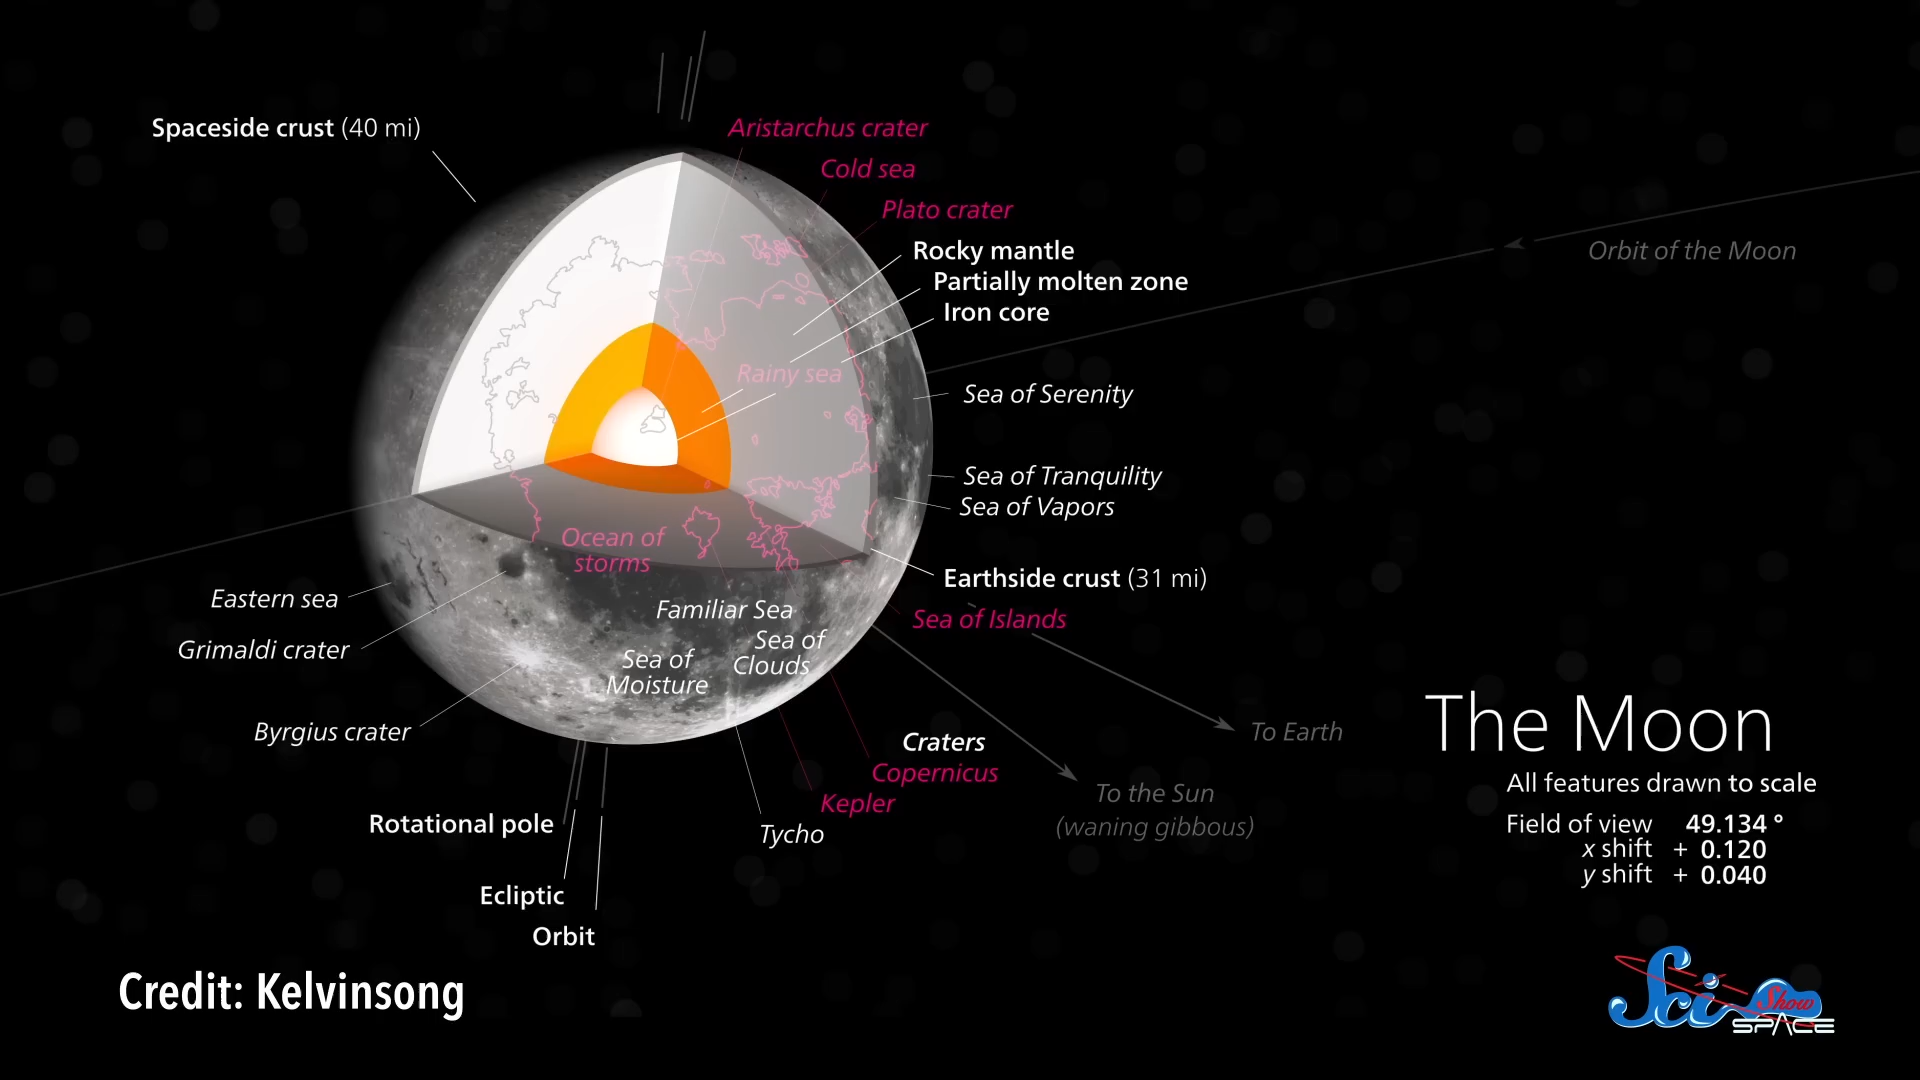 Spaceside crust (40 mi)
Aristarchus crater
Cold sea
Plato crater
Rocky mantle
Partially molten zone
Iron core
Orbit of the Moon
Rainy sea
Sea of Serenity
Sea of Tranquility
Sea of Vapors
Ocean of
storms
Earthside crust (31 mi)
Sea of Islands
Eastern sea
Grimaldi crater
Byrgius crater
Familiar Sea
Sea of
Clouds
Sea of
Moisture
To Earth
To the Sun
(waning gibbous)
Craters
Copernicus
Kepler
Tycho
Rotational pole
Ecliptic
Orbit
The Moon
All features drawn to scale
Field of view 49.134 °
x shift + 0.120
y shift + 0.040
Credit: Kelvinsong
Sci Show
SPACE